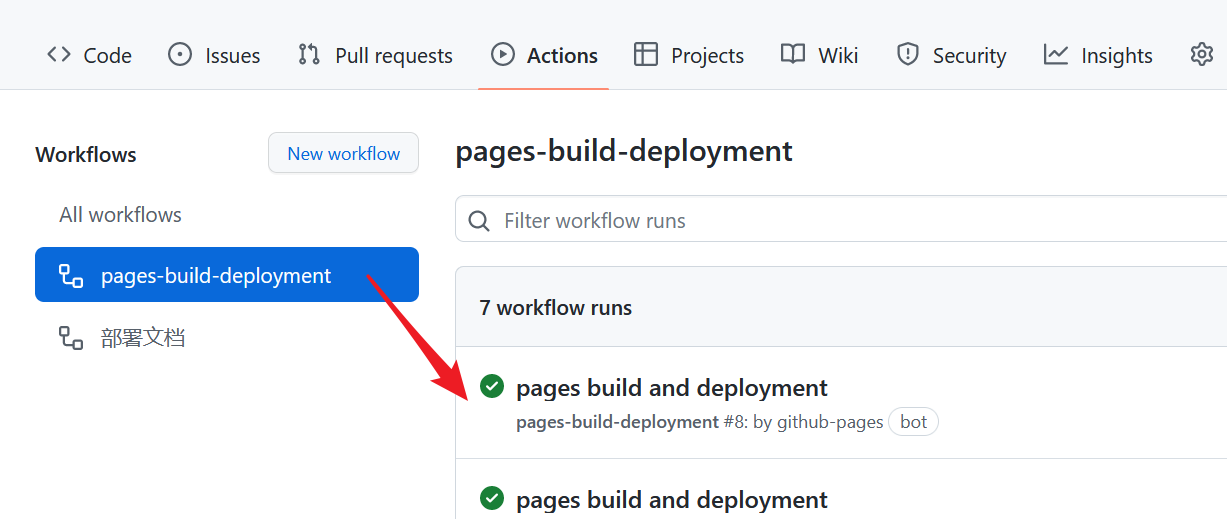 Code Issues Pull requests Actions Projects Wiki Security Insights
Workflows
New workflow
All workflows
pages-build-deployment
部署文档
pages-build-deployment
Filter workflow runs
7 workflow runs
pages build and deployment
pages-build-deployment #8: by github-pages bot
pages build and deployment